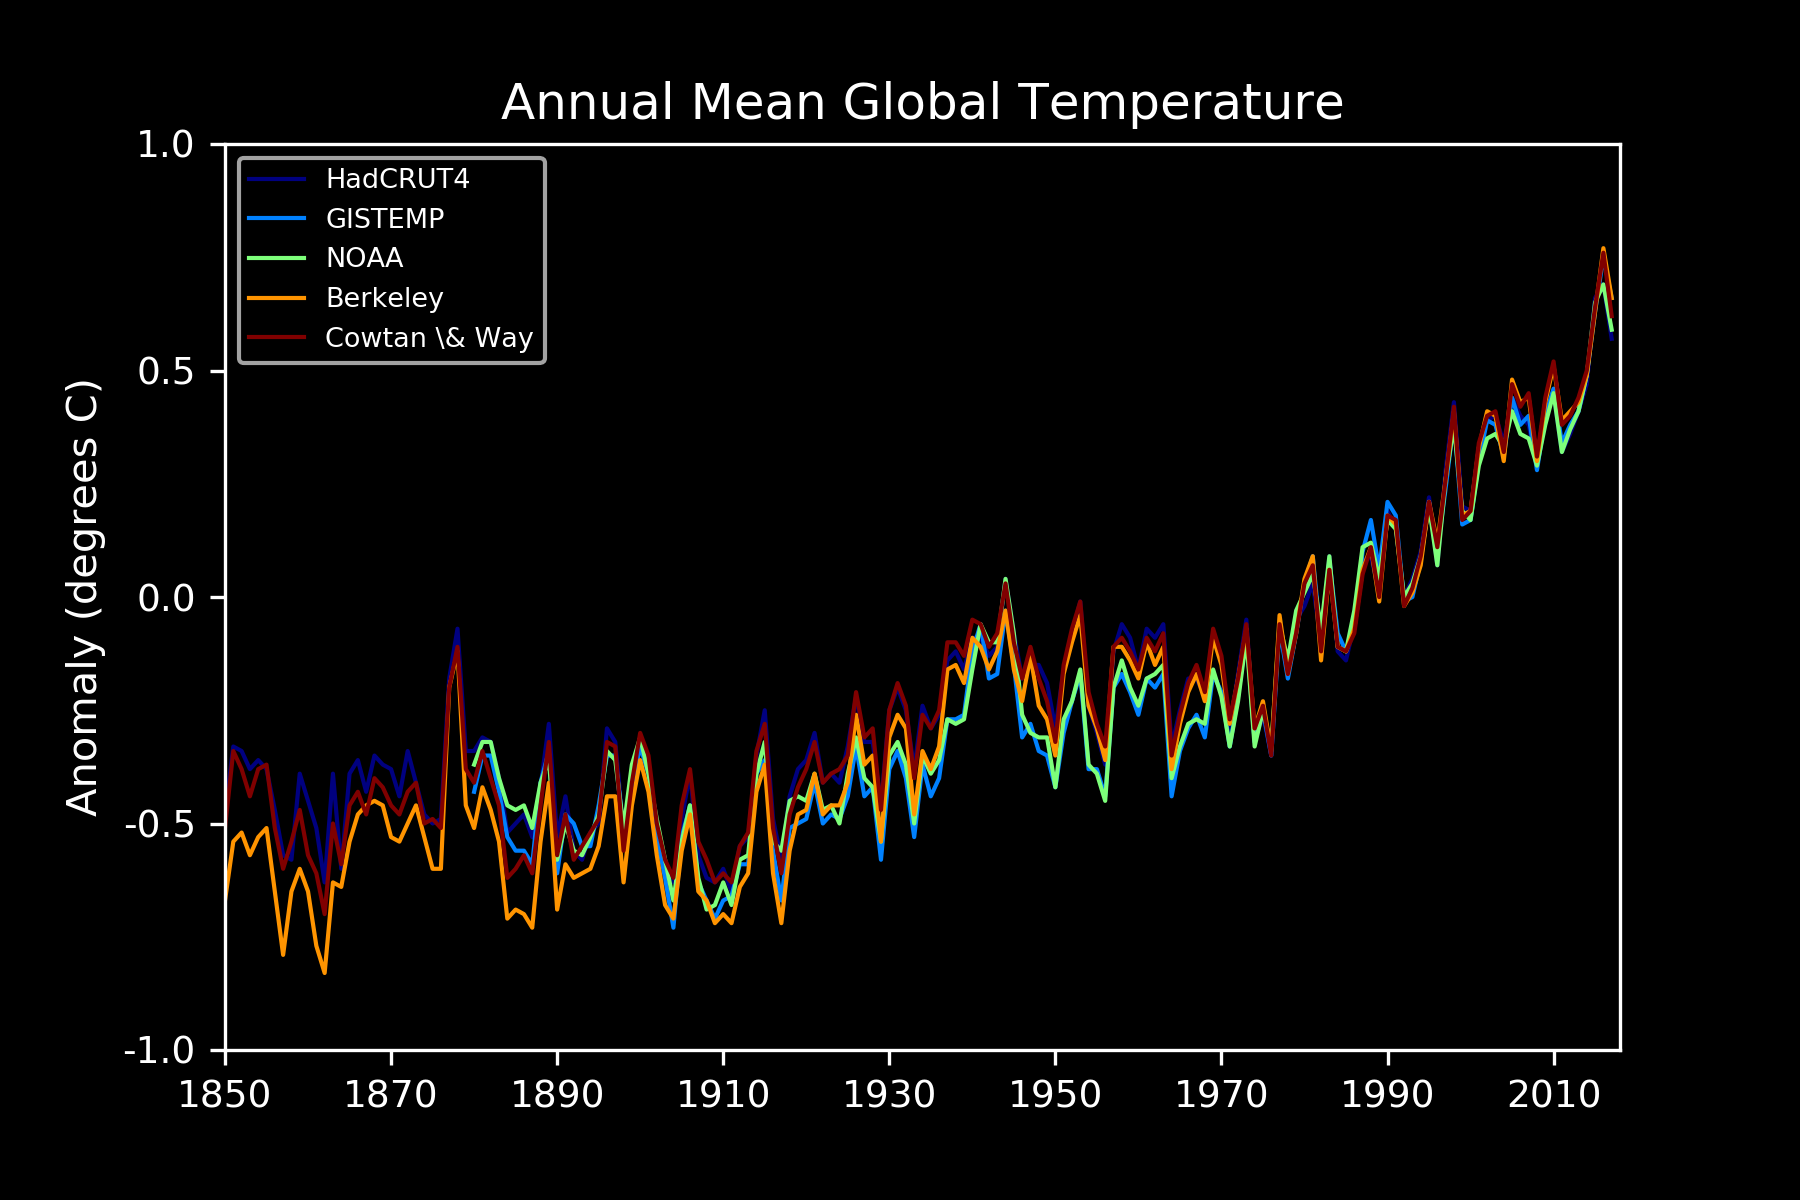 Annual Mean Global Temperature
1.0
0.5
0.0
-0.5
-1.0
Anomaly (degrees C)
HadCRUT4
GISTEMP
NOAA
Berkeley
Cowtan \& Way
1850 1870 1890 1910 1930 1950 1970 1990 2010